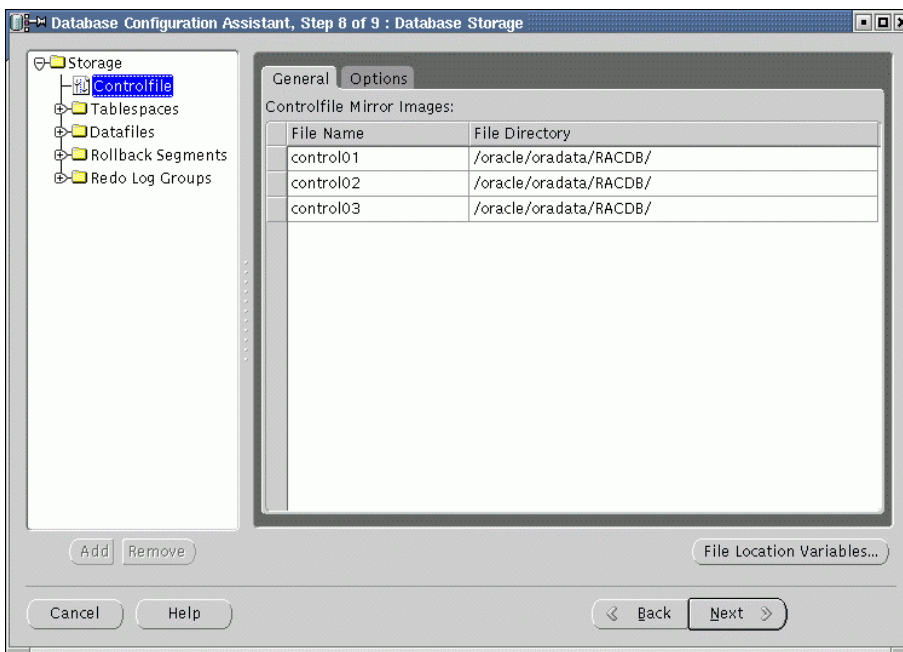 Database Configuration Assistant, Step 8 of 9 : Database Storage
Storage
Controlfile
Tablespaces
Datafiles
Rollback Segments
Redo Log Groups
General Options
Controlfile Mirror Images:
File Name File Directory
control01 /oracle/oradata/RACDB/
control02 /oracle/oradata/RACDB/
control03 /oracle/oradata/RACDB/
Add Remove
File Location Variables...
Cancel Help Back Next